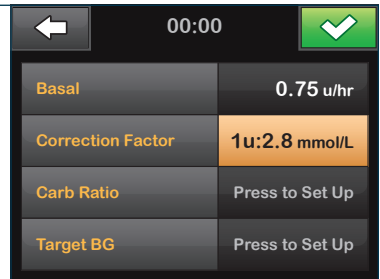 00:00
Basal 0.75 u/hr
Correction Factor 1u:2.8 mmol/L
Carb Ratio Press to Set Up
Target BG Press to Set Up